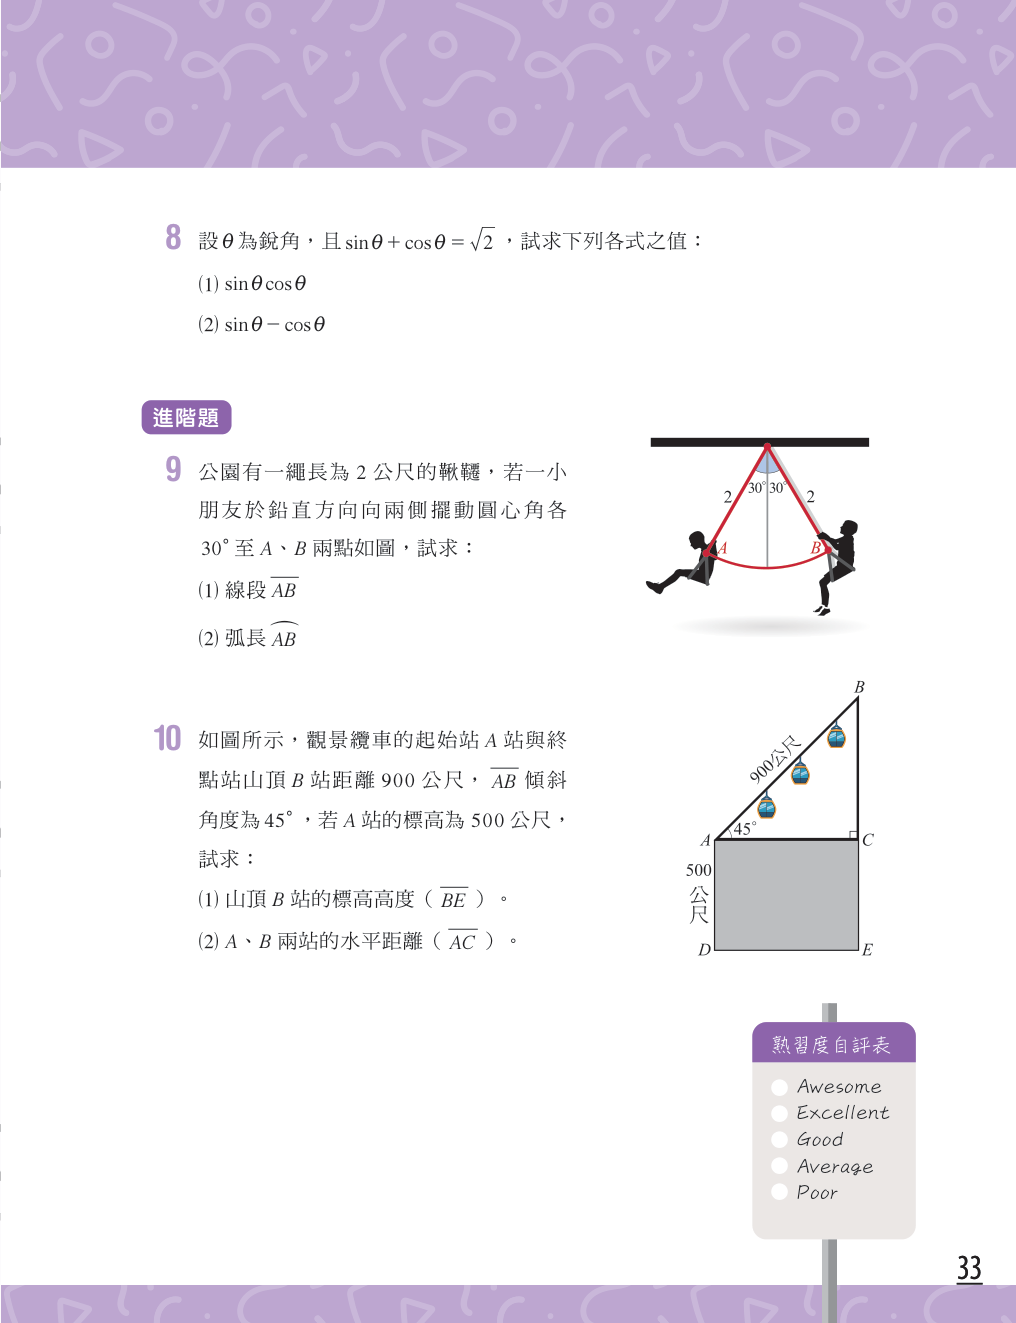 8 設θ為銳角，且sinθ＋cosθ＝√2，試求下列各式之值：
(1) sinθcosθ
(2) sinθ－cosθ
進階題
9 公園有一繩長為 2 公尺的鞦韆，若一小
朋友於鉛直方向向兩側擺動圓心角各
30° 至 A、B 兩點如圖，試求：
(1) 線段 A͞B͞
(2) 弧長 A͡B
30° 30°
2
2
A
B
10 如圖所示，觀景纜車的起始站 A 站與終
點站山頂 B 站距離 900 公尺，A͞B͞ 傾斜
角度為 45°，若 A 站的標高為 500 公尺，
試求：
(1) 山頂 B 站的標高高度（ B͞E͞ ）。
(2) A、B 兩站的水平距離（ A͞C͞ ）。
B
900公尺
45°
A
C
500
公
尺
D
E
熟習度自評表
Awesome
Excellent
Good
Average
Poor
33